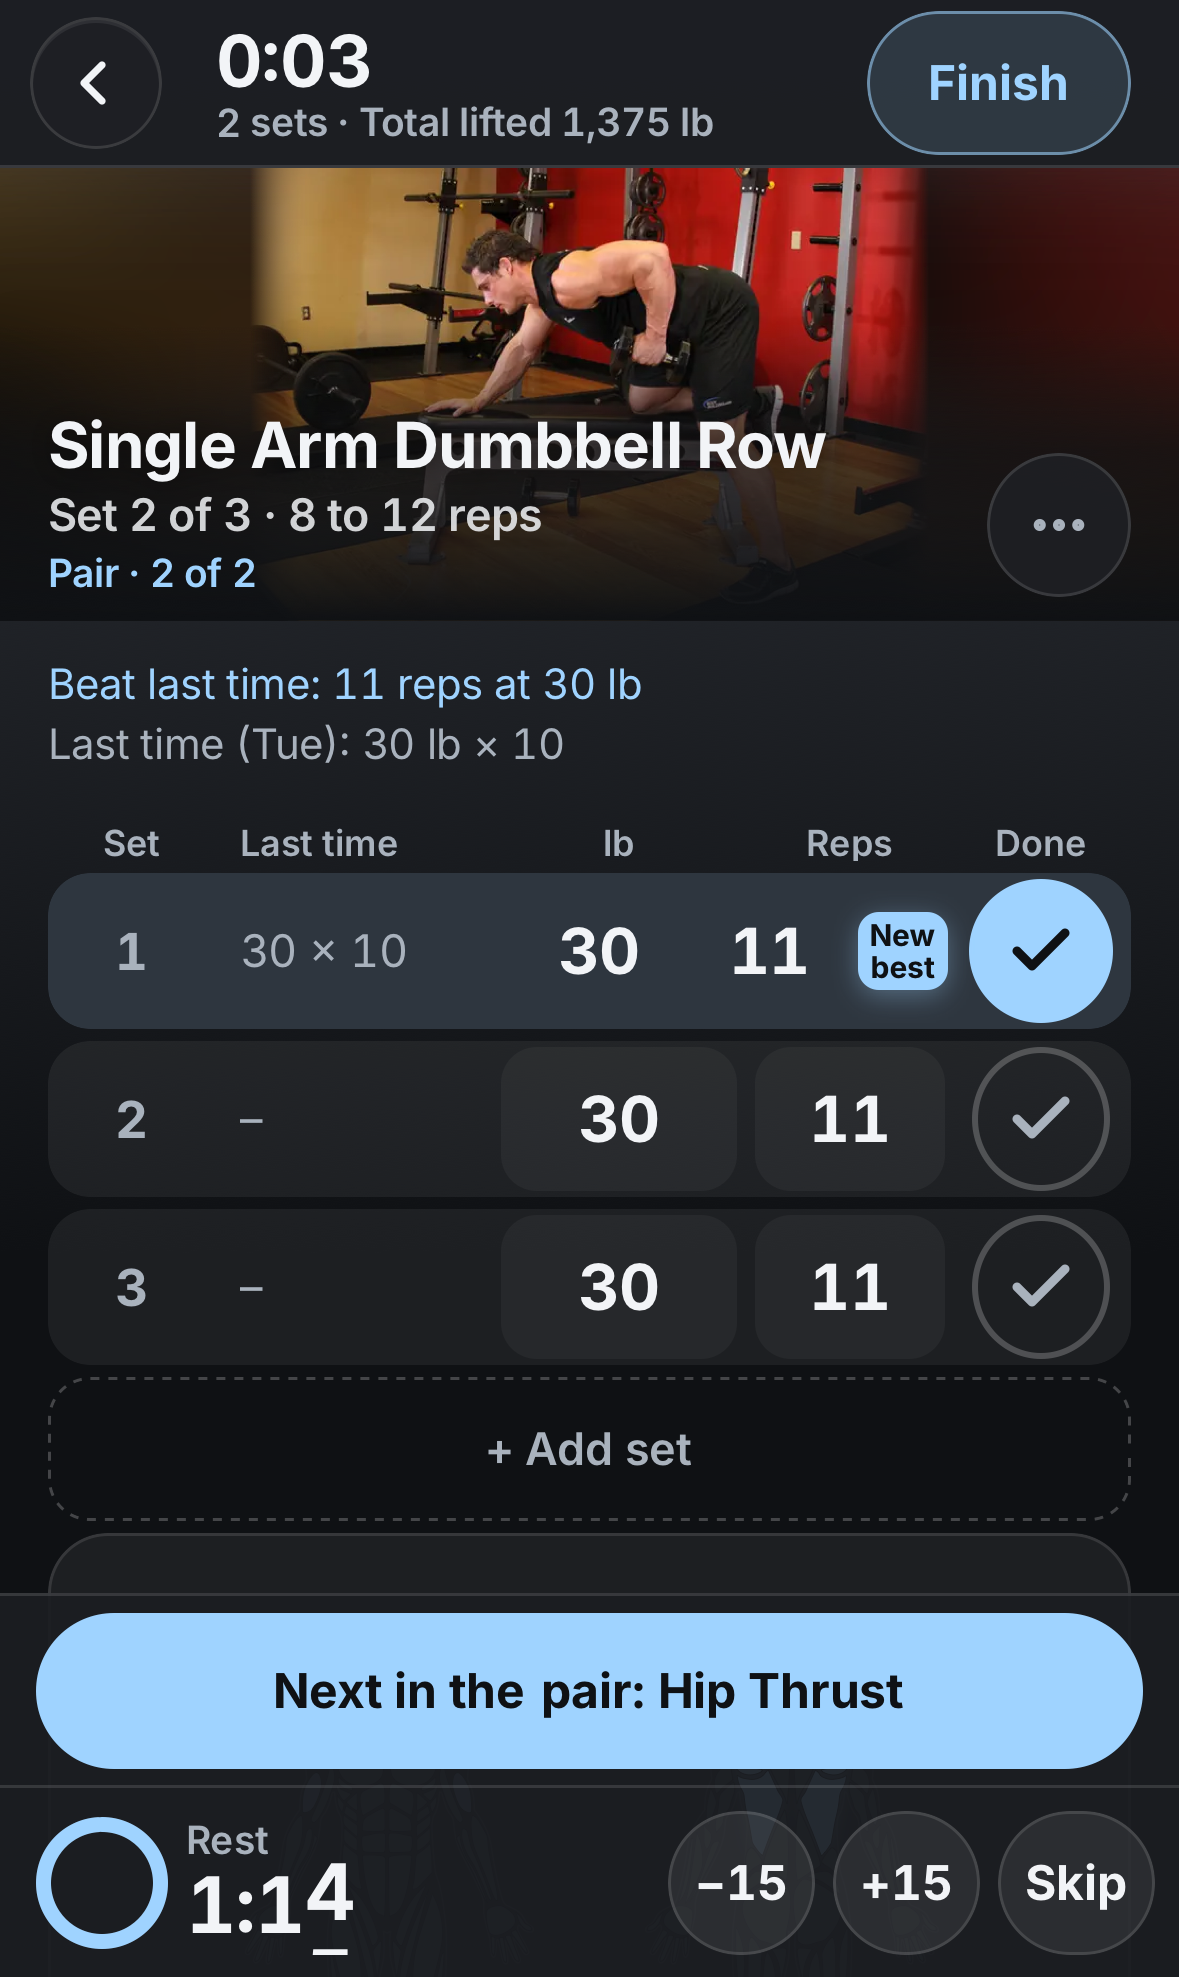 0:03
2 sets · Total lifted 1,375 lb
Finish
Single Arm Dumbbell Row
Set 2 of 3 · 8 to 12 reps
Pair · 2 of 2
Beat last time: 11 reps at 30 lb
Last time (Tue): 30 lb × 10
Set Last time lb Reps Done
1 30 × 10 30 11 New best
2 – 30 11
3 – 30 11
+ Add set
Next in the pair: Hip Thrust
Rest
1:14
−15 +15 Skip